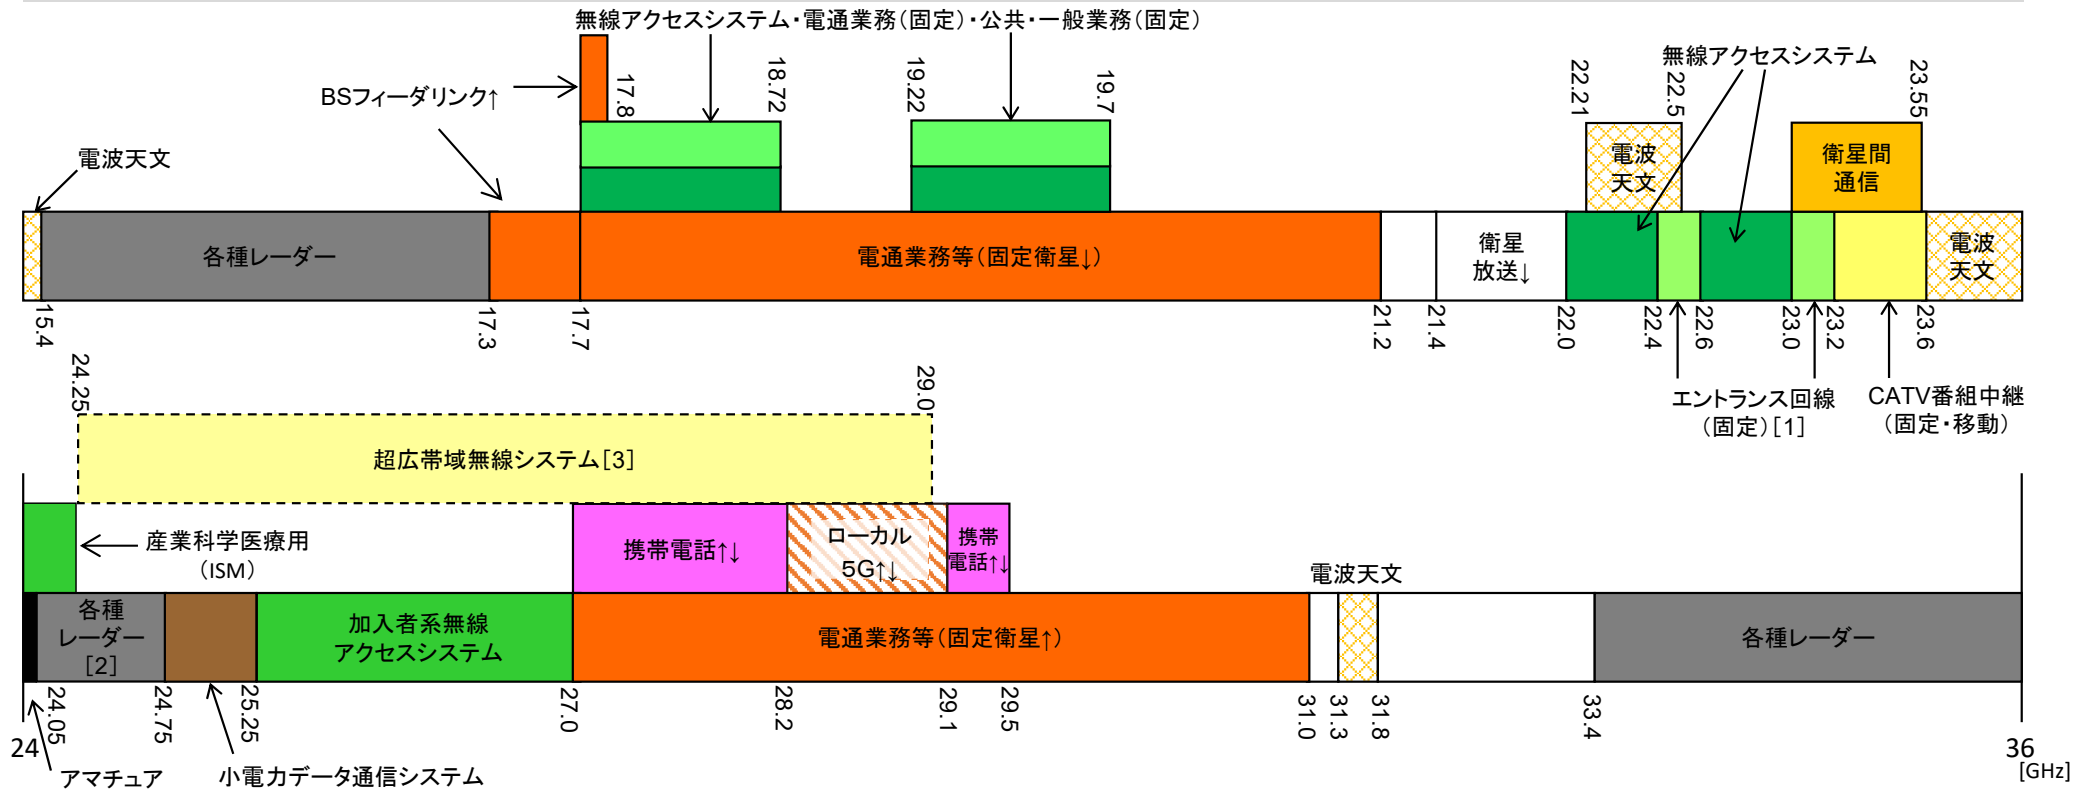 無線アクセスシステム・電通業務(固定)・公共・一般業務(固定)
BSフィーダリンク↑
17.8
18.72
19.22
19.7
22.21
無線アクセスシステム
22.5
23.55
電波天文
電波
天文
衛星間
通信
各種レーダー
電通業務等(固定衛星↓)
衛星
放送↓
電波
天文
15.4
17.3
17.7
21.2
21.4
22.0
22.4
22.6
23.0
23.2
23.6
エントランス回線
(固定)[1]
CATV番組中継
(固定・移動)
24.25
29.0
超広帯域無線システム[3]
産業科学医療用
(ISM)
携帯電話↑↓
ローカル
5G↑↓
携帯
電話↑↓
電波天文
各種
レーダー
[2]
加入者系無線
アクセスシステム
電通業務等(固定衛星↑)
各種レーダー
24
24.05
24.75
25.25
27.0
28.2
29.1
29.5
31.0
31.3
31.8
33.4
36
[GHz]
アマチュア
小電力データ通信システム